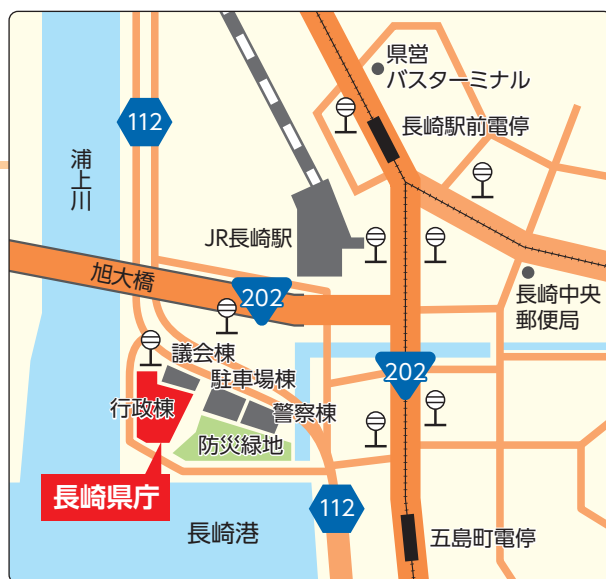 県営
バスターミナル
112
長崎駅前電停
浦上川
JR長崎駅
旭大橋
202
長崎中央
郵便局
議会棟
駐車場棟
202
行政棟
警察棟
防災緑地
長崎県庁
112
長崎港
五島町電停